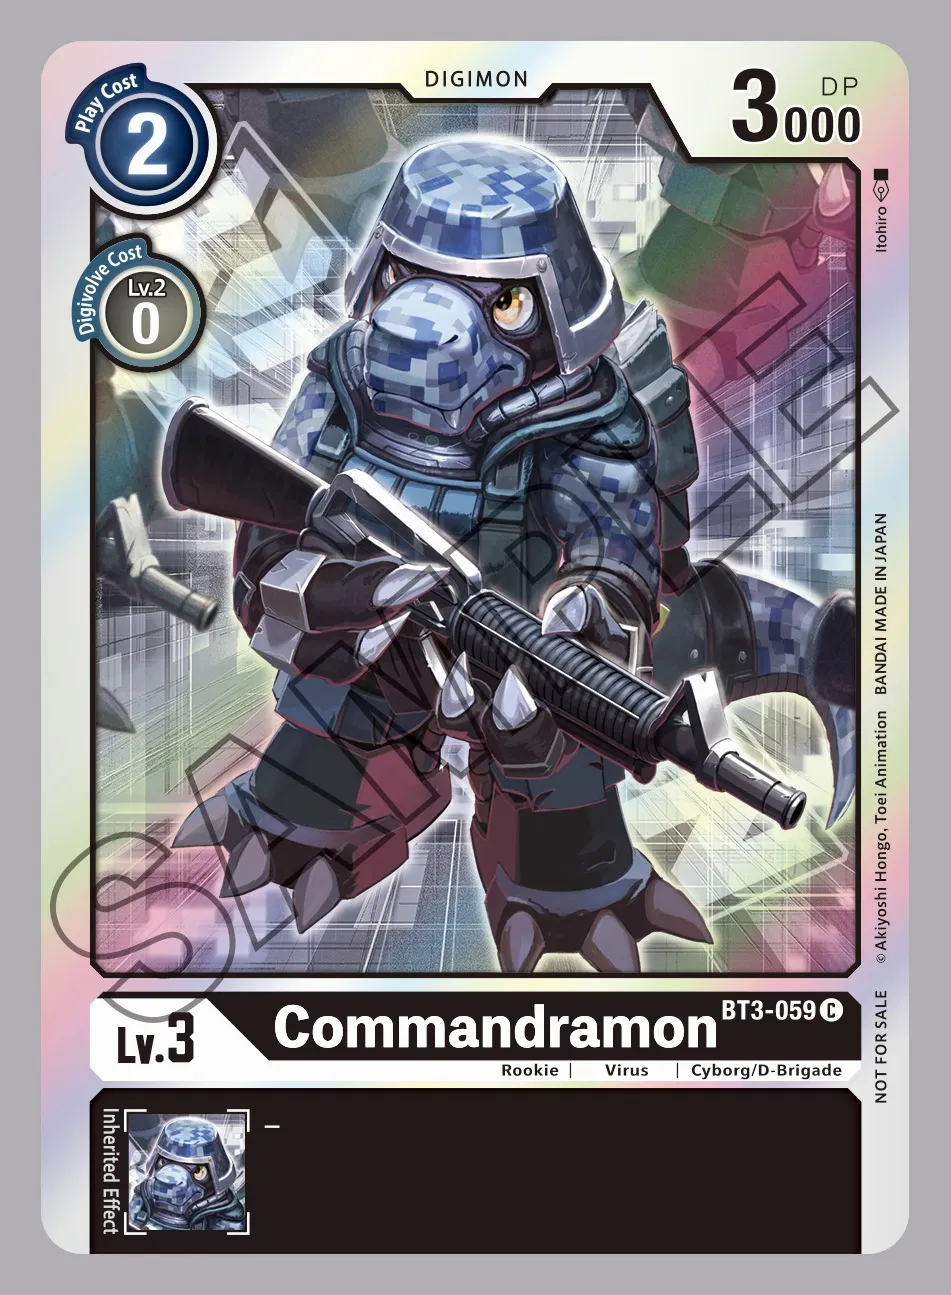 DIGIMON
Play Cost
2
3000
DP
Digivolve Cost
Lv.2
0
Itohiro
SAMPLE
BANDAI MADE IN JAPAN
©Akiyoshi Hongo, Toei Animation
NOT FOR SALE
Lv.3
Commandramon
BT3-059 C
Rookie | Virus | Cyborg/D-Brigade
Inherited Effect
–